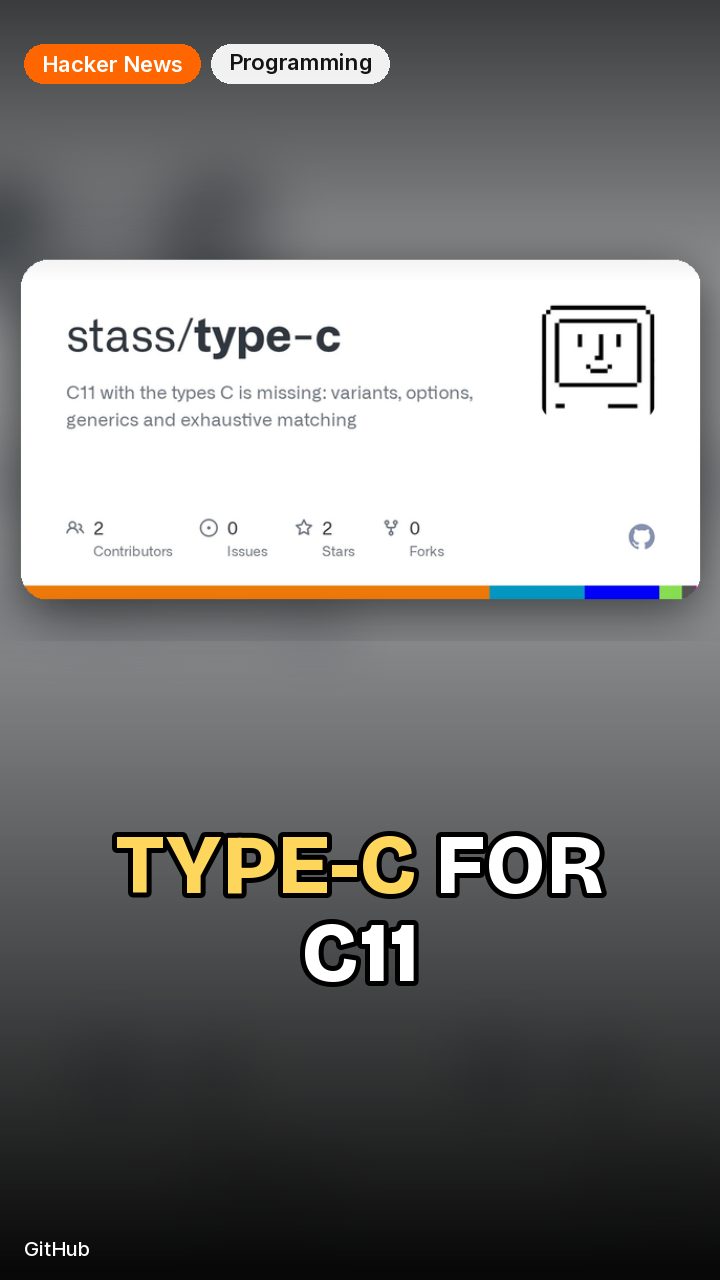 Hacker News
Programming
stass/type-c
C11 with the types C is missing: variants, options,
generics and exhaustive matching
2
Contributors
0
Issues
2
Stars
0
Forks
TYPE-C FOR
C11
GitHub